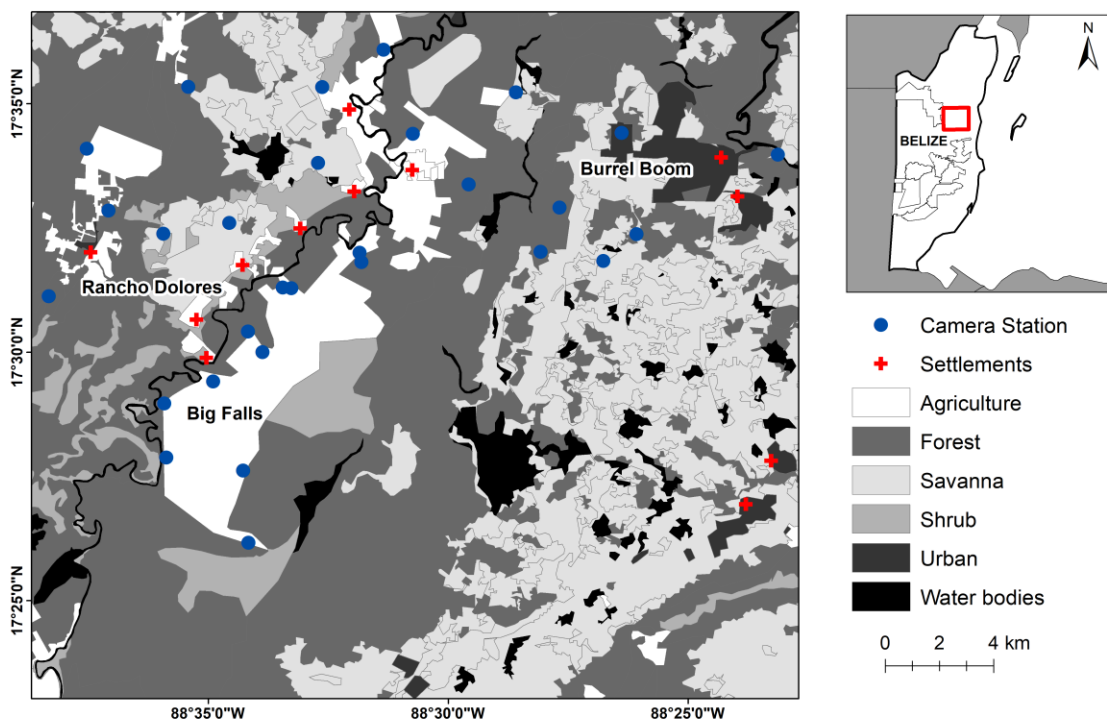 17°35'0"N
17°30'0"N
17°25'0"N
Burrel Boom
Rancho Dolores
Big Falls
88°35'0"W
88°30'0"W
88°25'0"W
N
BELIZE
Camera Station
Settlements
Agriculture
Forest
Savanna
Shrub
Urban
Water bodies
0 2 4 km